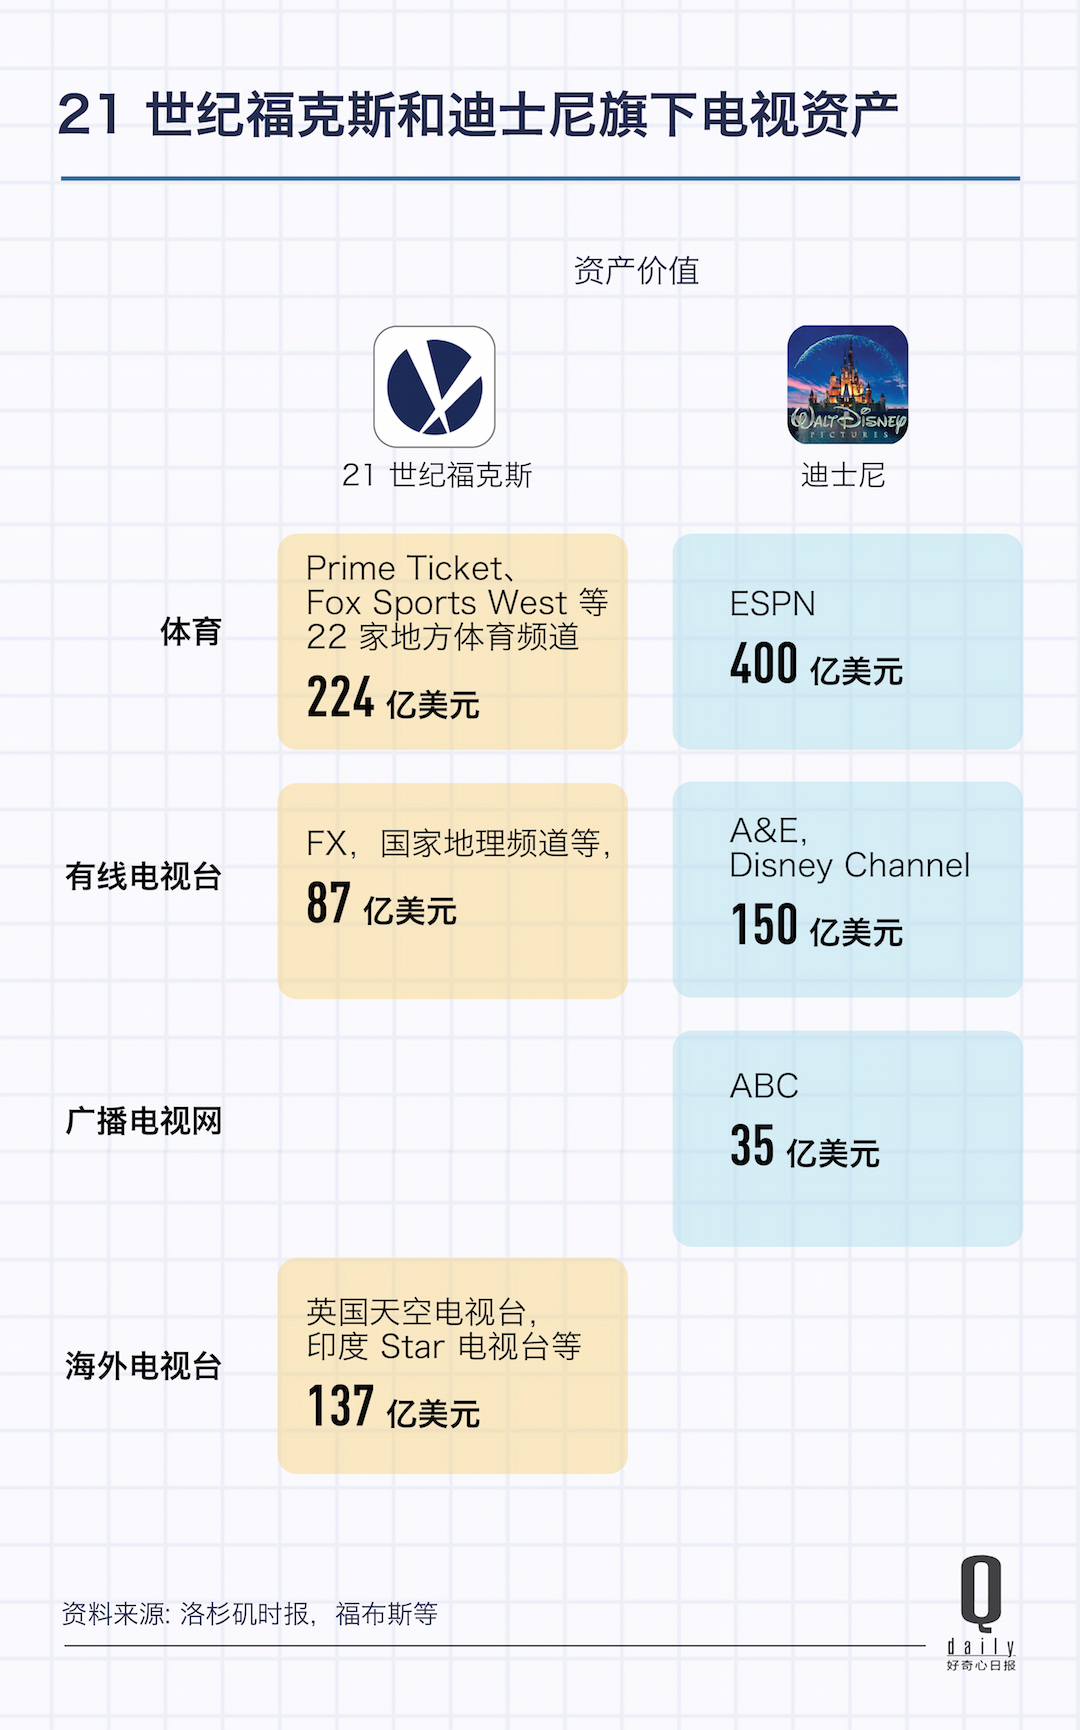 21 世纪福克斯和迪士尼旗下电视资产
资产价值
WALT DISNEY
PICTURES
21 世纪福克斯
迪士尼
体育
Prime Ticket、
Fox Sports West 等
22 家地方体育频道
224 亿美元
ESPN
400 亿美元
有线电视台
FX，国家地理频道等，
87 亿美元
A&E,
Disney Channel
150 亿美元
广播电视网
ABC
35 亿美元
海外电视台
英国天空电视台，
印度 Star 电视台等
137 亿美元
资料来源: 洛杉矶时报，福布斯等
Q
daily
好奇心日报